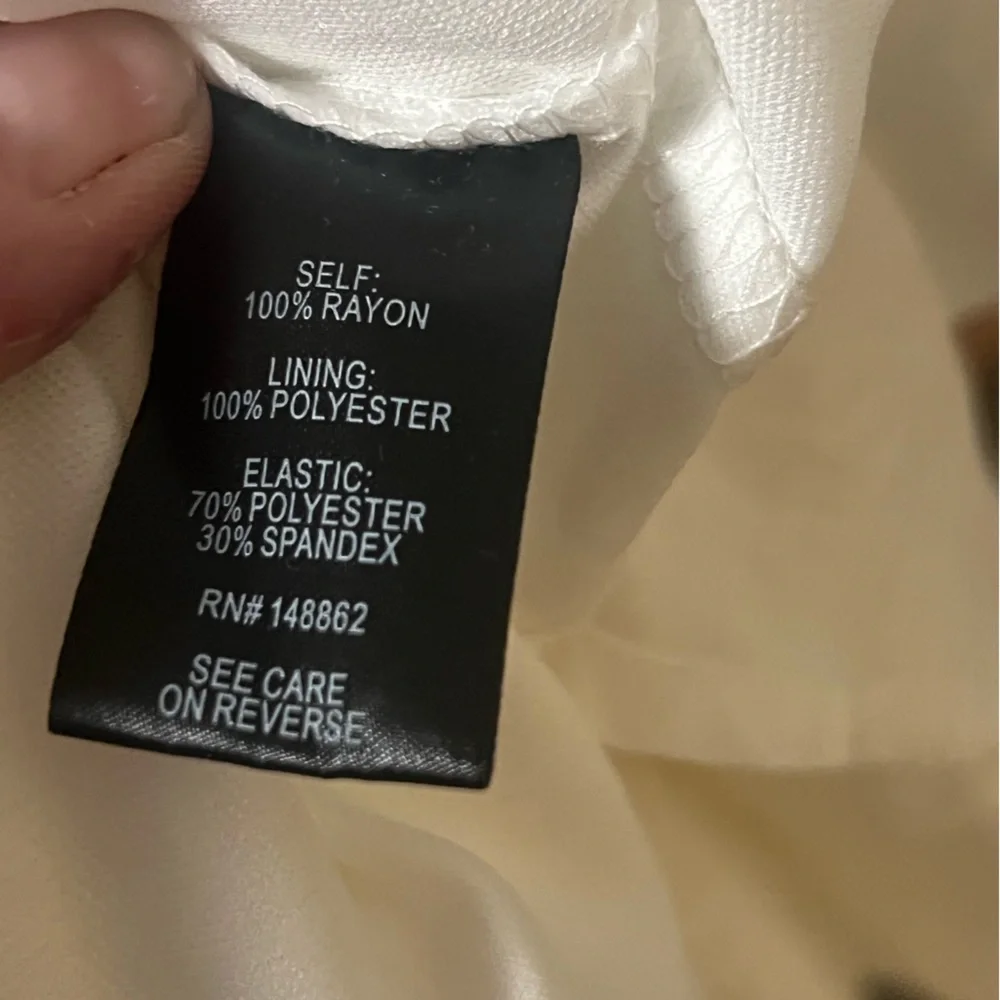 SELF:
100% RAYON
LINING:
100% POLYESTER
ELASTIC:
70% POLYESTER
30% SPANDEX
RN# 148862
SEE CARE
ON REVERSE